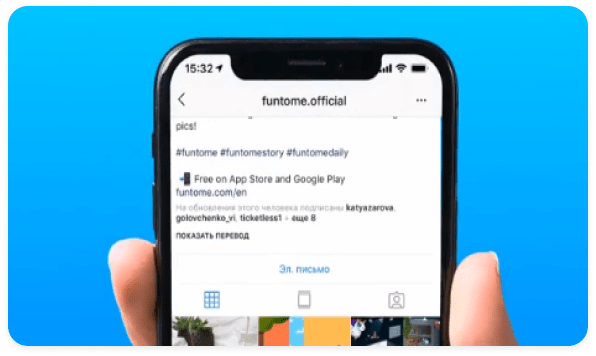 15:32
funtome.official
pics!
#funtome #funtomestory #funtomedaily
Free on App Store and Google Play
funtome.com/en
На обновления этого человека подписаны katyazarova,
golovchenko_vi, ticketless1 и еще 8
ПОКАЗАТЬ ПЕРЕВОД
Эл. письмо